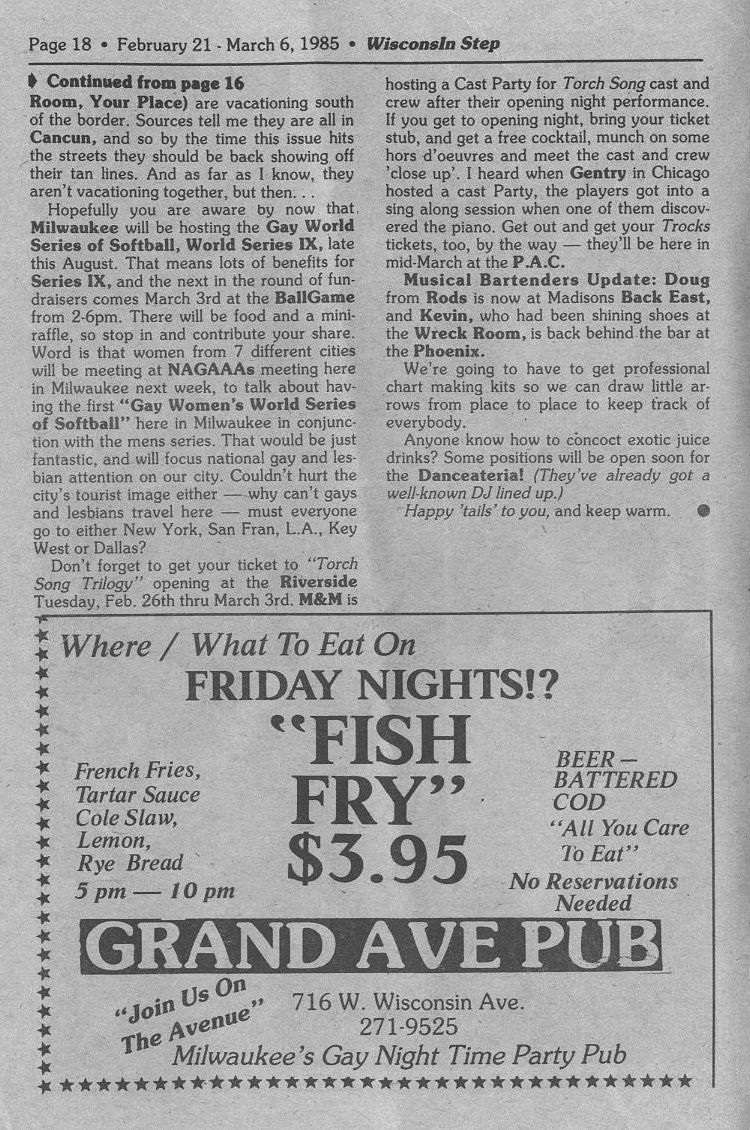 Page 18 • February 21 - March 6, 1985 • Wisconsin Step
Continued from page 16
Room, Your Place) are vacationing south
of the border. Sources tell me they are all in
Cancun, and so by the time this issue hits
the streets they should be back showing off
their tan lines. And as far as I know, they
aren't vacationing together, but then. . .
Hopefully you are aware by now that
Milwaukee will be hosting the Gay World
Series of Softball, World Series IX, late
this August. That means lots of benefits for
Series IX, and the next in the round of fun-
draisers comes March 3rd at the BallGame
from 2-6pm. There will be food and a mini-
raffle, so stop in and contribute your share.
Word is that women from 7 different cities
will be meeting at NAGAAAs meeting here
in Milwaukee next week, to talk about hav-
ing the first "Gay Women's World Series
of Softball" here in Milwaukee in conjunc-
tion with the mens series. That would be just
fantastic, and will focus national gay and les-
bian attention on our city. Couldn't hurt the
city's tourist image either — why can't gays
and lesbians travel here — must everyone
go to either New York, San Fran, L.A., Key
West or Dallas?
Don't forget to get your ticket to "Torch
Song Trilogy" opening at the Riverside
Tuesday, Feb. 26th thru March 3rd. M&M is
hosting a Cast Party for Torch Song cast and
crew after their opening night performance.
If you get to opening night, bring your ticket
stub, and get a free cocktail, munch on some
hors d'oeuvres and meet the cast and crew
'close up'. I heard when Gentry in Chicago
hosted a cast Party, the players got into a
sing along session when one of them discov-
ered the piano. Get out and get your Trocks
tickets, too, by the way — they'll be here in
mid-March at the P.A.C.
Musical Bartenders Update: Doug
from Rods is now at Madisons Back East,
and Kevin, who had been shining shoes at
the Wreck Room, is back behind the bar at
the Phoenix.
We're going to have to get professional
chart making kits so we can draw little ar-
rows from place to place to keep track of
everybody.
Anyone know how to concoct exotic juice
drinks? Some positions will be open soon for
the Danceateria! (They've already got a
well-known DJ lined up.)
Happy 'tails' to you, and keep warm.
Where / What To Eat On
FRIDAY NIGHTS!?
"FISH
FRY"
$3.95
French Fries,
Tartar Sauce
Cole Slaw,
Lemon,
Rye Bread
5 pm — 10 pm
BEER —
BATTERED
COD
"All You Care
To Eat"
No Reservations
Needed
GRAND AVE PUB
"Join Us On
The Avenue"
716 W. Wisconsin Ave.
271-9525
Milwaukee's Gay Night Time Party Pub